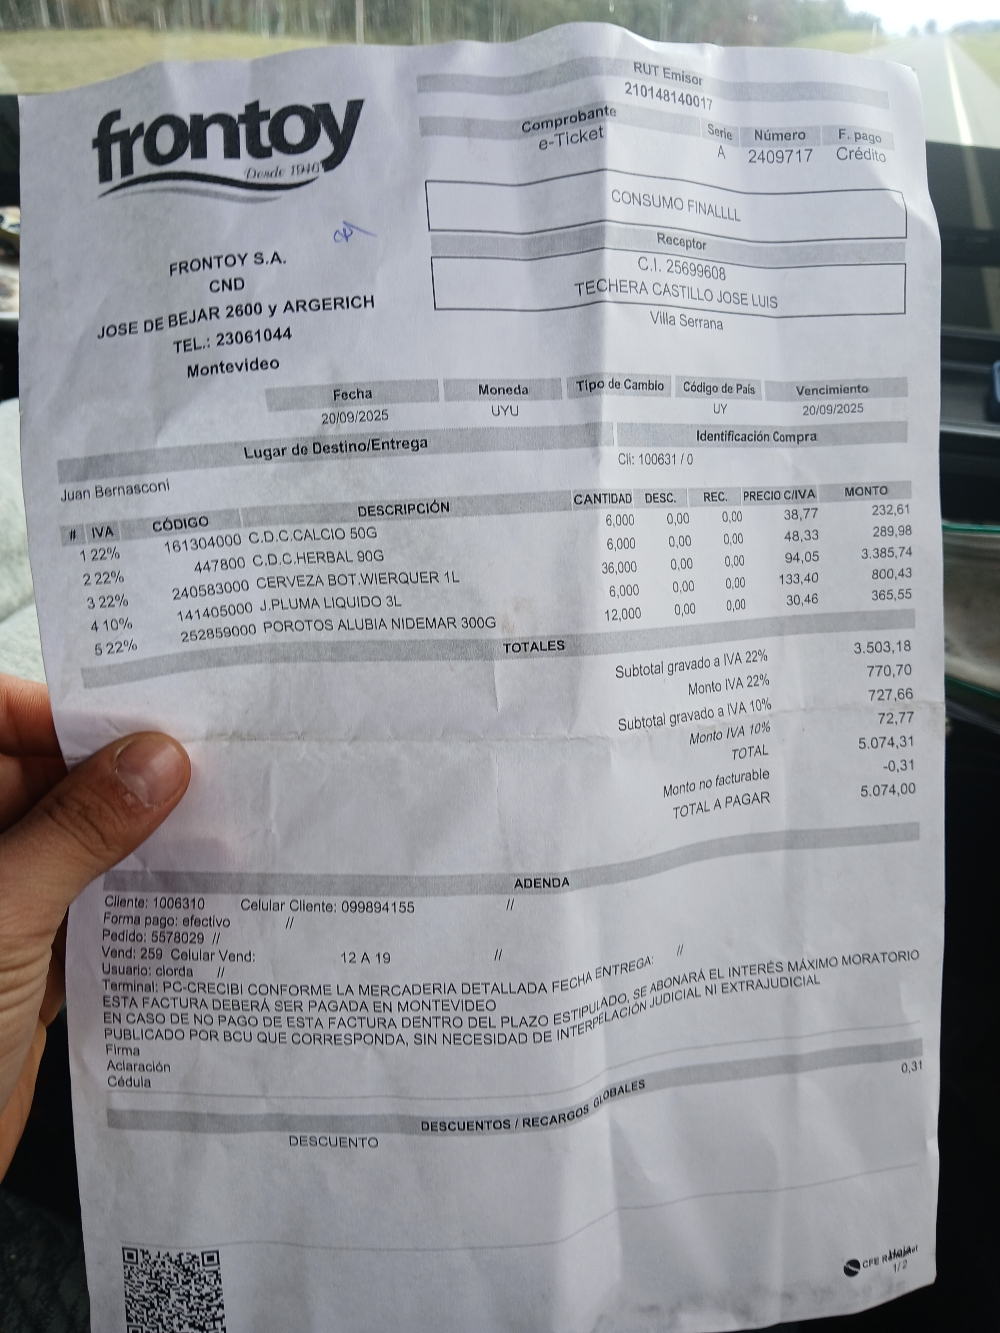 frontoy
Desde 1940
FRONTOY S.A.
CND
JOSE DE BEJAR 2600 y ARGERICH
TEL.: 23061044
Montevideo
RUT Emisor
210148140017
Comprobante Serie Número F. pago
e-Ticket A 2409717 Crédito
CONSUMO FINALLLL
Receptor
C.I. 25699608
TECHERA CASTILLO JOSE LUIS
Villa Serrana
Fecha Moneda Tipo de Cambio Código de País Vencimiento
20/09/2025 UYU UY 20/09/2025
Lugar de Destino/Entrega Identificación Compra
Juan Bernasconi Cli: 100631 / 0
# IVA CÓDIGO DESCRIPCIÓN CANTIDAD DESC. REC. PRECIO C/IVA MONTO
1 22% 161304000 C.D.C.CALCIO 50G 6,000 0,00 0,00 38,77 232,61
2 22% 447800 C.D.C.HERBAL 90G 6,000 0,00 0,00 48,33 289,98
3 22% 240583000 CERVEZA BOT.WIERQUER 1L 36,000 0,00 0,00 94,05 3.385,74
4 10% 141405000 J.PLUMA LIQUIDO 3L 6,000 0,00 0,00 133,40 800,43
5 22% 252859000 POROTOS ALUBIA NIDEMAR 300G 12,000 0,00 0,00 30,46 365,55
TOTALES
Subtotal gravado a IVA 22% 3.503,18
Monto IVA 22% 770,70
Subtotal gravado a IVA 10% 727,66
Monto IVA 10% 72,77
TOTAL 5.074,31
Monto no facturable -0,31
TOTAL A PAGAR 5.074,00
ADENDA
Cliente: 1006310 Celular Cliente: 099894155 //
Forma pago: efectivo //
Pedido: 5578029 //
Vend: 259 Celular Vend: 12 A 19 //
Usuario: clorda //
Terminal: PC-CRECIBI CONFORME LA MERCADERIA DETALLADA FECHA ENTREGA: //
ESTA FACTURA DEBERÁ SER PAGADA EN MONTEVIDEO
EN CASO DE NO PAGO DE ESTA FACTURA DENTRO DEL PLAZO ESTIPULADO, SE ABONARÁ EL INTERÉS MÁXIMO MORATORIO
PUBLICADO POR BCU QUE CORRESPONDA, SIN NECESIDAD DE INTERPELACIÓN JUDICIAL NI EXTRAJUDICIAL
Firma
Aclaración
Cédula
DESCUENTOS / RECARGOS GLOBALES
DESCUENTO 0,31
CFE
1/2